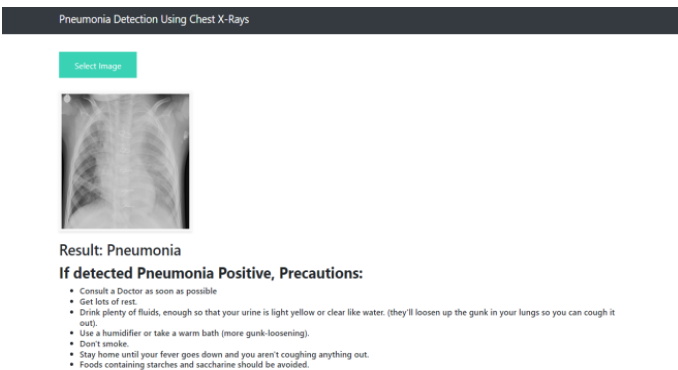 Pneumonia Detection Using Chest X-Rays
Select Image
Result: Pneumonia
If detected Pneumonia Positive, Precautions:
• Consult a Doctor as soon as possible
• Get lots of rest.
• Drink plenty of fluids, enough so that your urine is light yellow or clear like water. (they'll loosen up the gunk in your lungs so you can cough it
out).
• Use a humidifier or take a warm bath (more gunk-loosening).
• Don't smoke.
• Stay home until your fever goes down and you aren't coughing anything out.
• Foods containing starches and saccharine should be avoided.